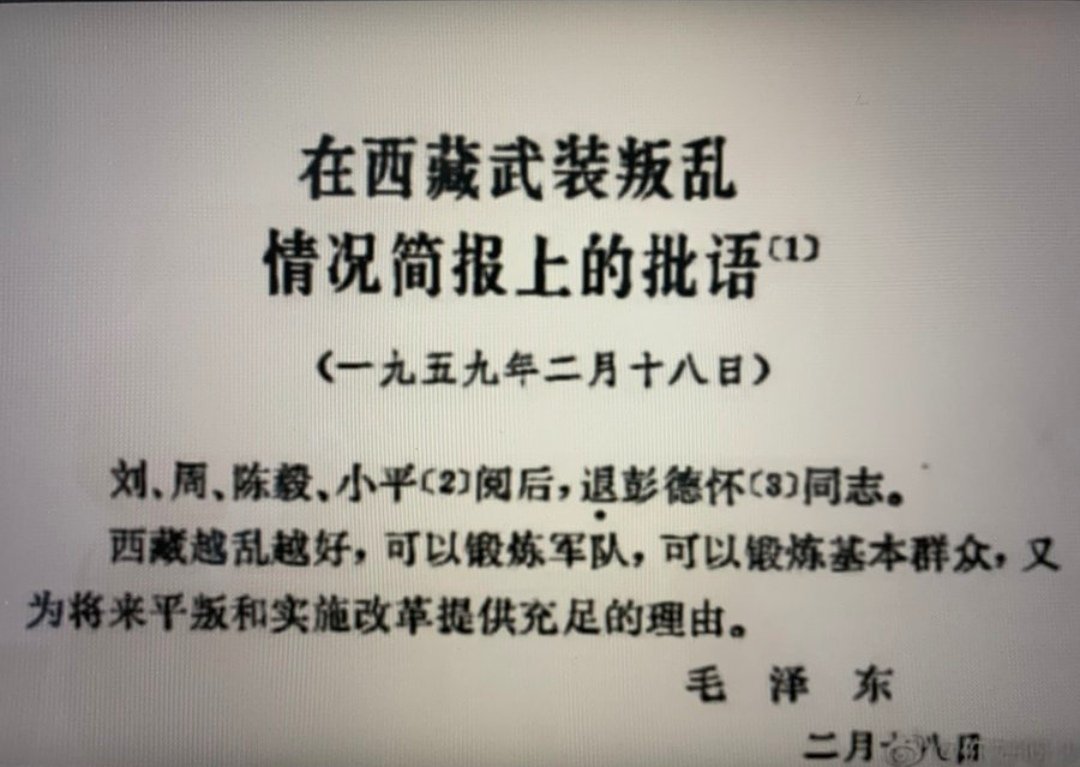 在西藏武装叛乱
情况简报上的批语〔1〕
(一九五九年二月十八日)
刘、周、陈毅、小平〔2〕阅后,退彭德怀〔3〕同志。
西藏越乱越好,可以锻炼军队,可以锻炼基本群众,又
为将来平叛和实施改革提供充足的理由。
毛泽东
二月十八日